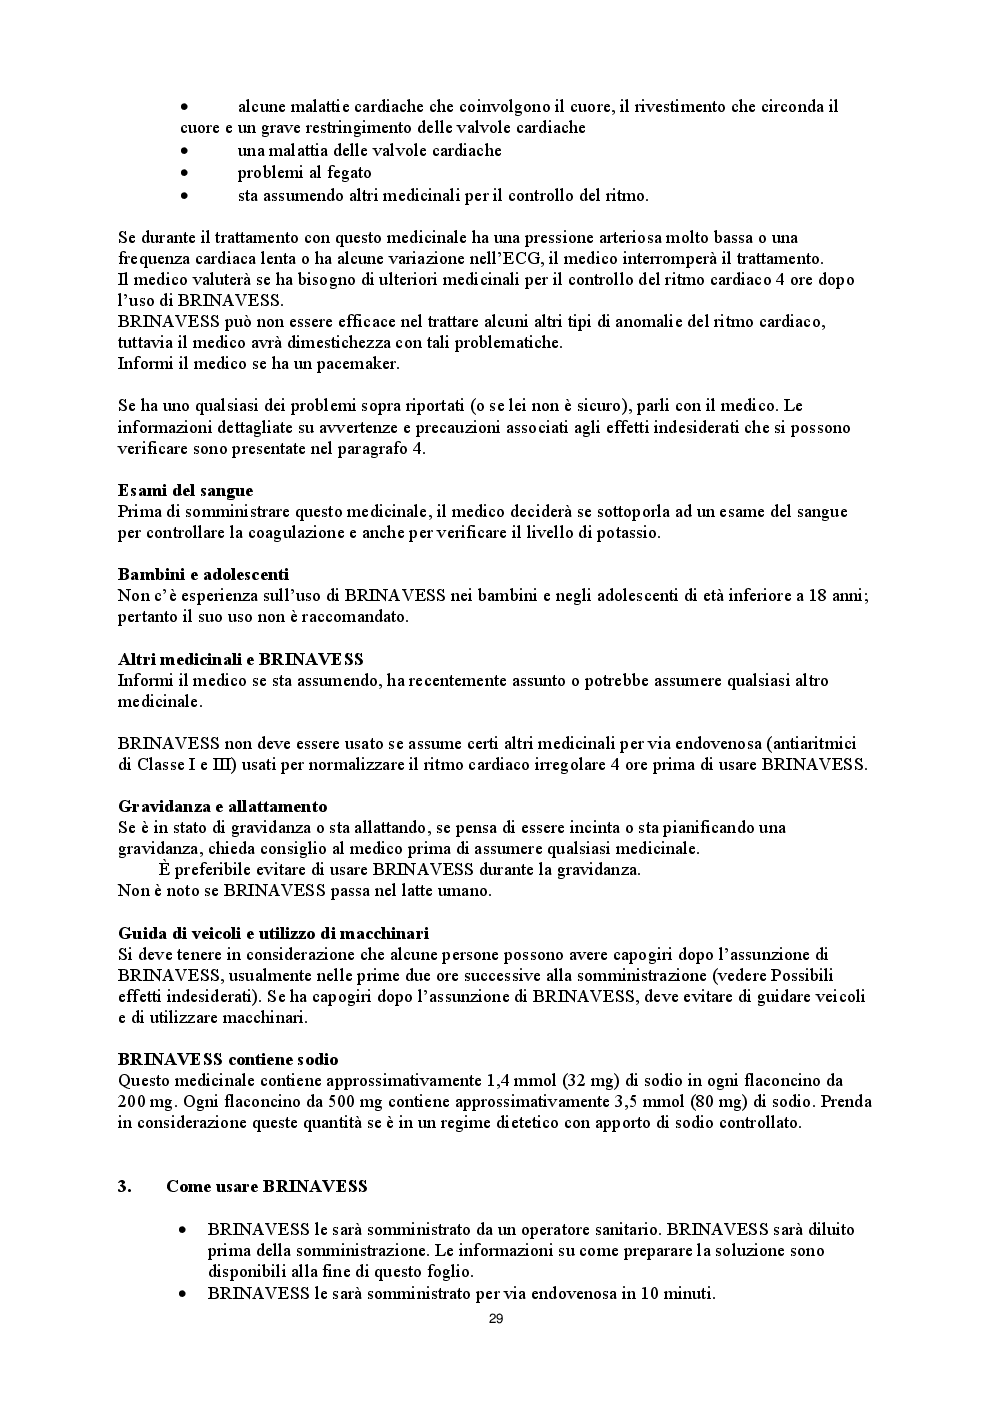 • alcune malattie cardiache che coinvolgono il cuore, il rivestimento che circonda il
cuore e un grave restringimento delle valvole cardiache
• una malattia delle valvole cardiache
• problemi al fegato
• sta assumendo altri medicinali per il controllo del ritmo.
Se durante il trattamento con questo medicinale ha una pressione arteriosa molto bassa o una
frequenza cardiaca lenta o ha alcune variazione nell’ECG, il medico interromperà il trattamento.
Il medico valuterà se ha bisogno di ulteriori medicinali per il controllo del ritmo cardiaco 4 ore dopo
l’uso di BRINAVESS.
BRINAVESS può non essere efficace nel trattare alcuni altri tipi di anomalie del ritmo cardiaco,
tuttavia il medico avrà dimestichezza con tali problematiche.
Informi il medico se ha un pacemaker.
Se ha uno qualsiasi dei problemi sopra riportati (o se lei non è sicuro), parli con il medico. Le
informazioni dettagliate su avvertenze e precauzioni associati agli effetti indesiderati che si possono
verificare sono presentate nel paragrafo 4.
Esami del sangue
Prima di somministrare questo medicinale, il medico deciderà se sottoporla ad un esame del sangue
per controllare la coagulazione e anche per verificare il livello di potassio.
Bambini e adolescenti
Non c’è esperienza sull’uso di BRINAVESS nei bambini e negli adolescenti di età inferiore a 18 anni;
pertanto il suo uso non è raccomandato.
Altri medicinali e BRINAVESS
Informi il medico se sta assumendo, ha recentemente assunto o potrebbe assumere qualsiasi altro
medicinale.
BRINAVESS non deve essere usato se assume certi altri medicinali per via endovenosa (antiaritmici
di Classe I e III) usati per normalizzare il ritmo cardiaco irregolare 4 ore prima di usare BRINAVESS.
Gravidanza e allattamento
Se è in stato di gravidanza o sta allattando, se pensa di essere incinta o sta pianificando una
gravidanza, chieda consiglio al medico prima di assumere qualsiasi medicinale.
È preferibile evitare di usare BRINAVESS durante la gravidanza.
Non è noto se BRINAVESS passa nel latte umano.
Guida di veicoli e utilizzo di macchinari
Si deve tenere in considerazione che alcune persone possono avere capogiri dopo l’assunzione di
BRINAVESS, usualmente nelle prime due ore successive alla somministrazione (vedere Possibili
effetti indesiderati). Se ha capogiri dopo l’assunzione di BRINAVESS, deve evitare di guidare veicoli
e di utilizzare macchinari.
BRINAVESS contiene sodio
Questo medicinale contiene approssimativamente 1,4 mmol (32 mg) di sodio in ogni flaconcino da
200 mg. Ogni flaconcino da 500 mg contiene approssimativamente 3,5 mmol (80 mg) di sodio. Prenda
in considerazione queste quantità se è in un regime dietetico con apporto di sodio controllato.
3. Come usare BRINAVESS
• BRINAVESS le sarà somministrato da un operatore sanitario. BRINAVESS sarà diluito
prima della somministrazione. Le informazioni su come preparare la soluzione sono
disponibili alla fine di questo foglio.
• BRINAVESS le sarà somministrato per via endovenosa in 10 minuti.
29